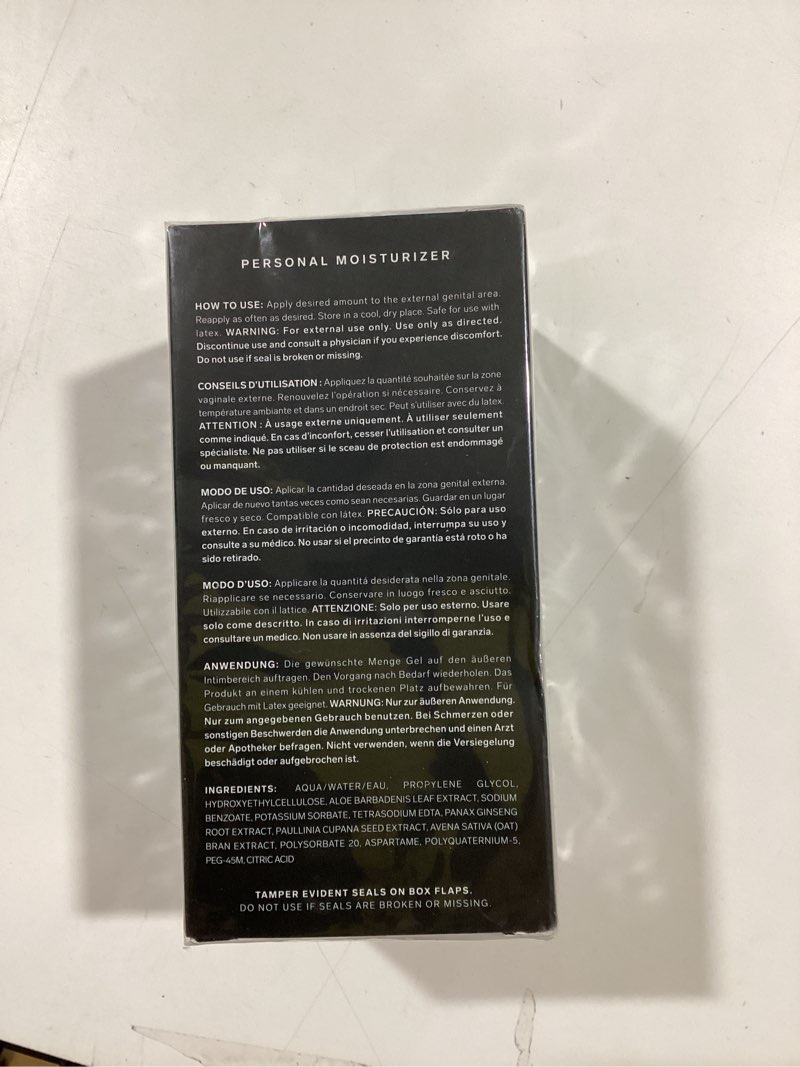 PERSONAL MOISTURIZER
HOW TO USE: Apply desired amount to the external genital area.
Reapply as often as desired. Store in a cool, dry place. Safe for use with
latex. WARNING: For external use only. Use only as directed.
Discontinue use and consult a physician if you experience discomfort.
Do not use if seal is broken or missing.
CONSEILS D'UTILISATION : Appliquez la quantité souhaitée sur la zone
vaginale externe. Renouvelez l'opération si nécessaire. Conservez à
température ambiante et dans un endroit sec. Peut s'utiliser avec du latex.
ATTENTION : À usage externe uniquement. À utiliser seulement
comme indiqué. En cas d'inconfort, cesser l'utilisation et consulter un
spécialiste. Ne pas utiliser si le sceau de protection est endommagé
ou manquant.
MODO DE USO: Aplicar la cantidad deseada en la zona genital externa.
Aplicar de nuevo tantas veces como sean necesarias. Guardar en un lugar
fresco y seco. Compatible con látex. PRECAUCIÓN: Sólo para uso
externo. En caso de irritación o incomodidad, interrumpa su uso y
consulte a su médico. No usar si el precinto de garantía está roto o ha
sido retirado.
MODO D'USO: Applicare la quantitá desiderata nella zona genitale.
Riapplicare se necessario. Conservare in luogo fresco e asciutto.
Utilizzabile con il lattice. ATTENZIONE: Solo per uso esterno. Usare
solo come descritto. In caso di irritazioni interromperne l'uso e
consultare un medico. Non usare in assenza del sigillo di garanzia.
ANWENDUNG: Die gewünschte Menge Gel auf den äußeren
Intimbereich auftragen. Den Vorgang nach Bedarf wiederholen. Das
Produkt an einem kühlen und trockenen Platz aufbewahren. Für
Gebrauch mit Latex geeignet. WARNUNG: Nur zur äußeren Anwendung.
Nur zum angegebenen Gebrauch benutzen. Bei Schmerzen oder
sonstigen Beschwerden die Anwendung unterbrechen und einen Arzt
oder Apotheker befragen. Nicht verwenden, wenn die Versiegelung
beschädigt oder aufgebrochen ist.
INGREDIENTS: AQUA/WATER/EAU, PROPYLENE GLYCOL,
HYDROXYETHYLCELLULOSE, ALOE BARBADENIS LEAF EXTRACT, SODIUM
BENZOATE, POTASSIUM SORBATE, TETRASODIUM EDTA, PANAX GINSENG
ROOT EXTRACT, PAULLINIA CUPANA SEED EXTRACT, AVENA SATIVA (OAT)
BRAN EXTRACT, POLYSORBATE 20, ASPARTAME, POLYQUATERNIUM-5,
PEG-45M, CITRIC ACID
TAMPER EVIDENT SEALS ON BOX FLAPS.
DO NOT USE IF SEALS ARE BROKEN OR MISSING.